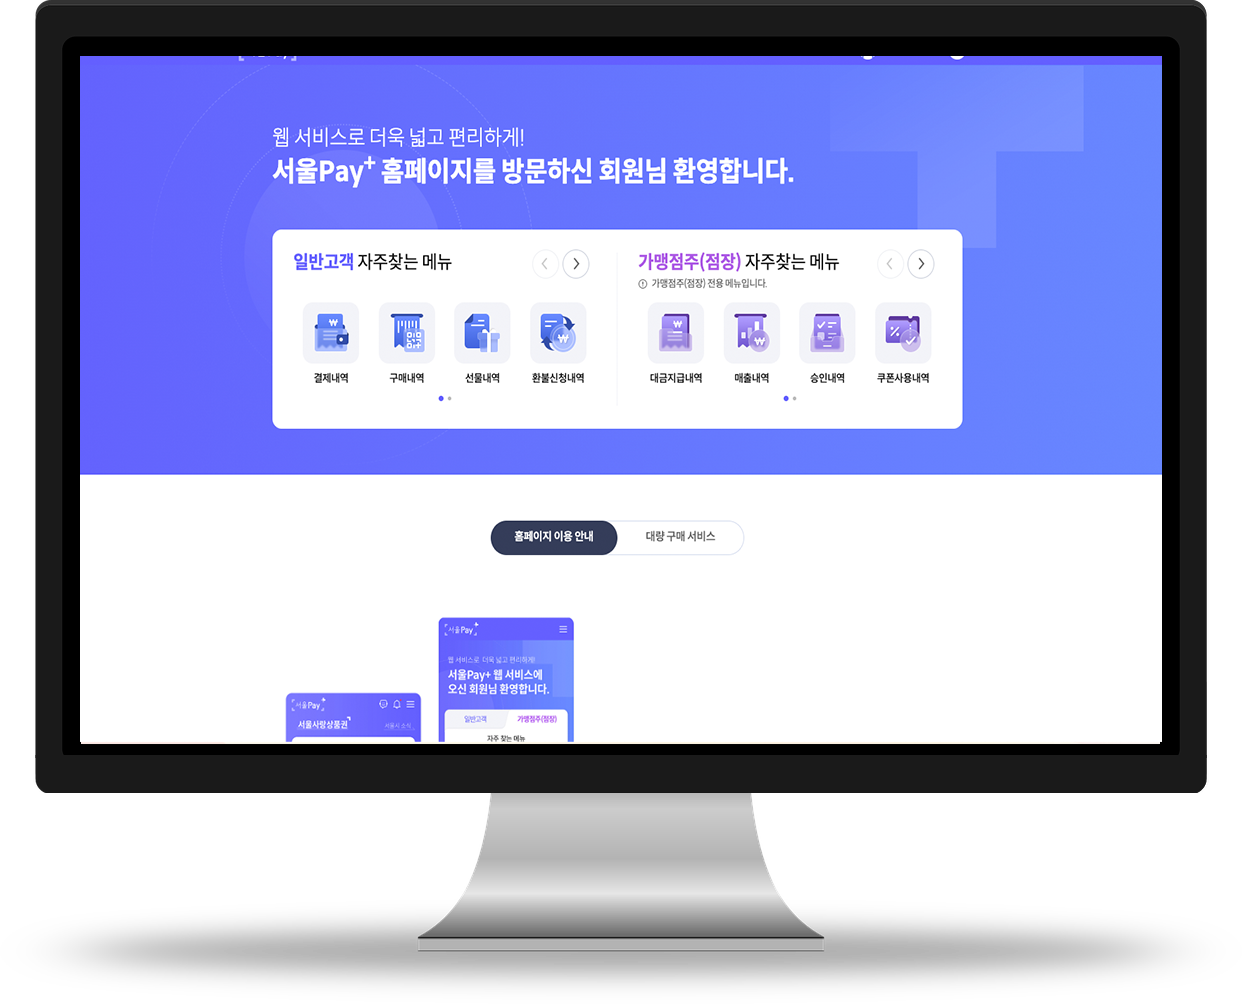 웹 서비스로 더욱 넓고 편리하게!
서울Pay+ 홈페이지를 방문하신 회원님 환영합니다.
일반고객 자주찾는 메뉴
결제내역
구매내역
선물내역
환불신청내역
가맹점주(점장) 자주찾는 메뉴
가맹점주(점장) 전용 메뉴입니다.
대금지급내역
매출내역
승인내역
쿠폰사용내역
홈페이지 이용 안내
대량 구매 서비스
서울Pay+
서울사랑상품권
서울시 소식
서울Pay+
웹 서비스로 더욱 넓고 편리하게!
서울Pay+ 웹 서비스에
오신 회원님 환영합니다.
일반고객
가맹점주(점장)
자주 찾는 메뉴